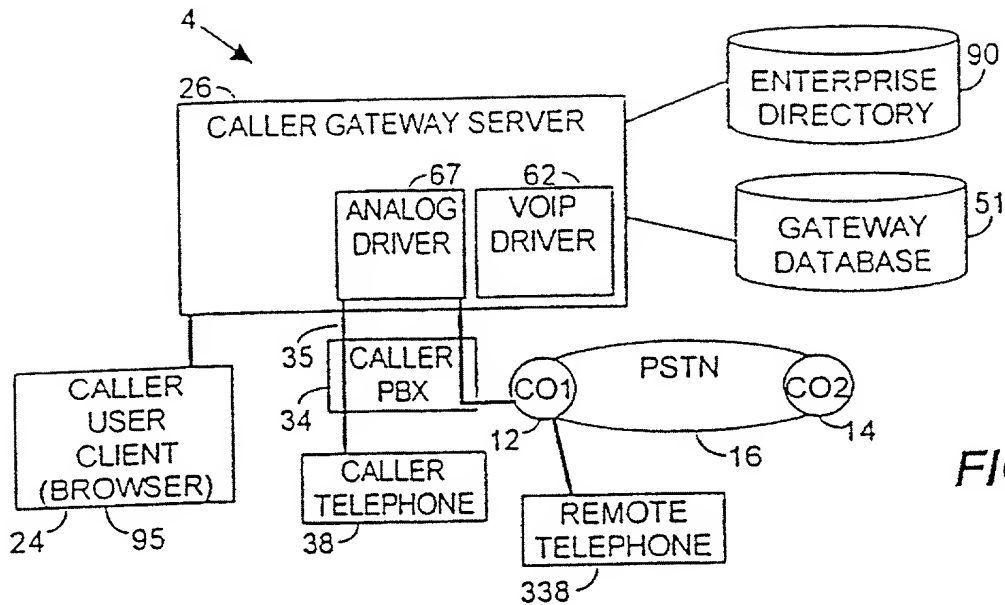 4
26
CALLER GATEWAY SERVER
67
ANALOG
DRIVER
62
VOIP
DRIVER
ENTERPRISE
DIRECTORY
90
GATEWAY
DATABASE
51
35
CALLER
PBX
34
CALLER
USER
CLIENT
(BROWSER)
24
95
CALLER
TELEPHONE
38
CO1
12
PSTN
16
CO2
14
REMOTE
TELEPHONE
338